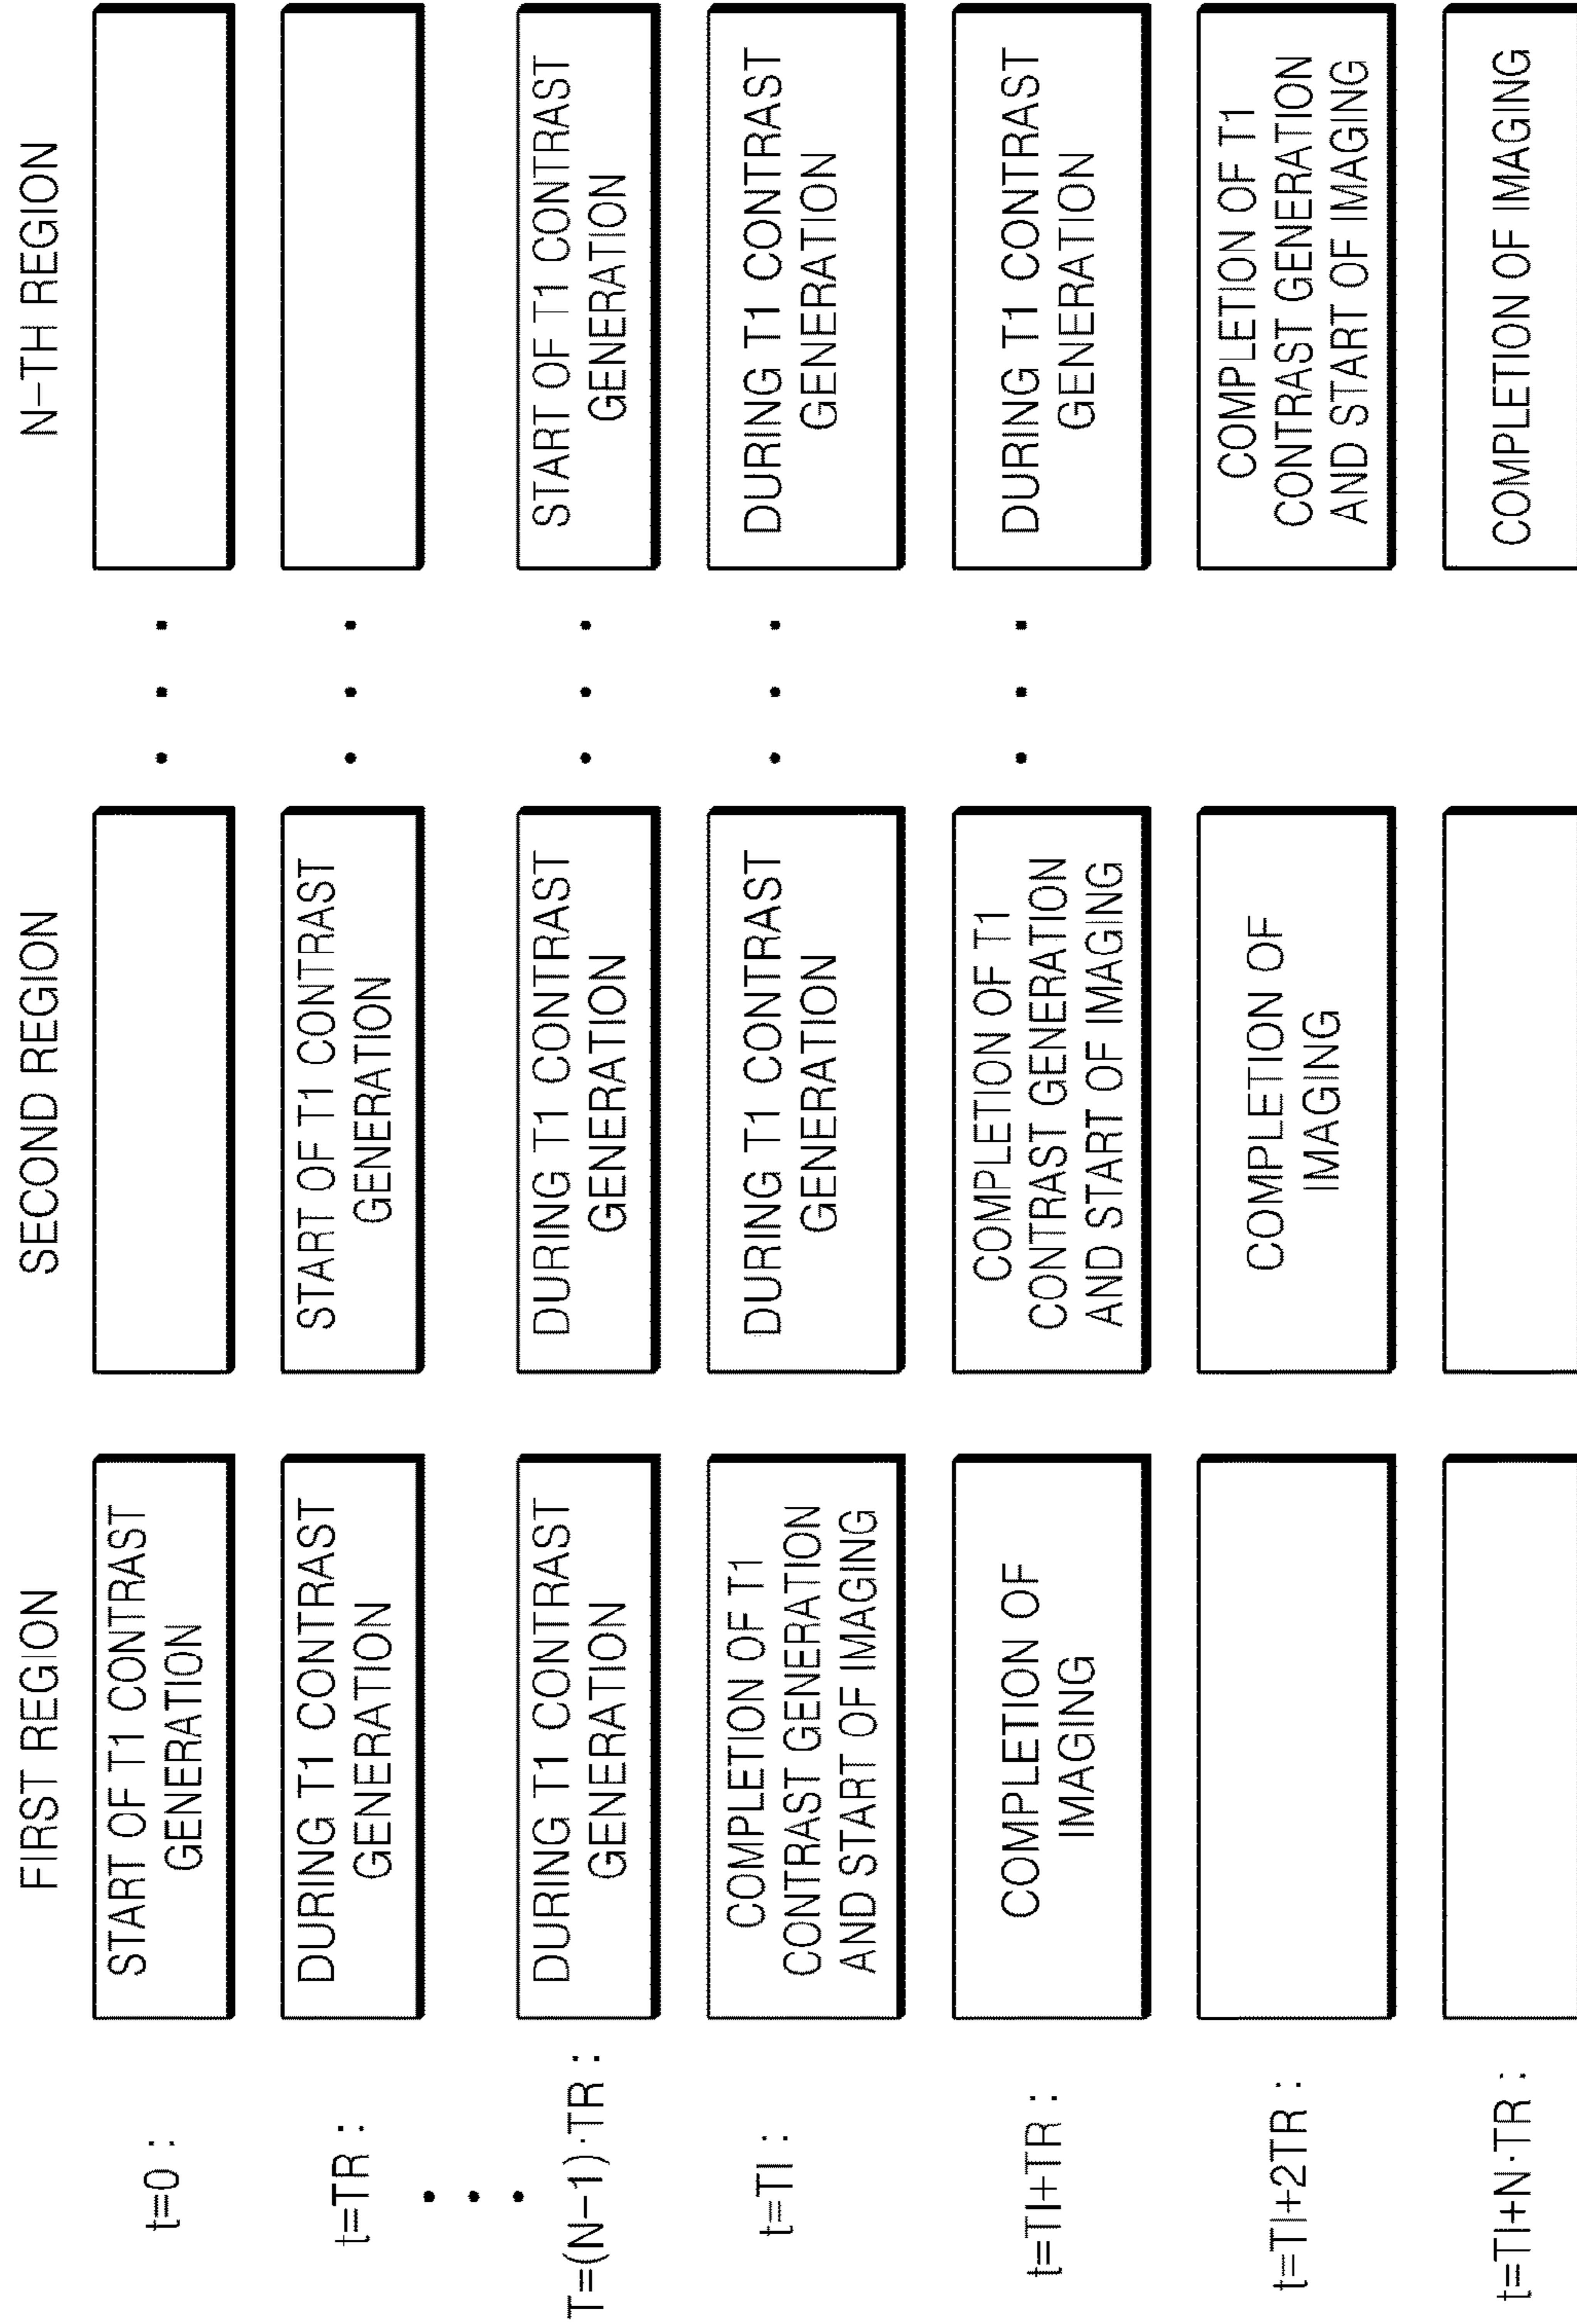 FIRST REGION
SECOND REGION
N-TH REGION
t=0 :
START OF T1 CONTRAST
GENERATION
t=TR :
DURING T1 CONTRAST
GENERATION
START OF T1 CONTRAST
GENERATION
T=(N-1)·TR :
DURING T1 CONTRAST
GENERATION
DURING T1 CONTRAST
GENERATION
START OF T1 CONTRAST
GENERATION
t=TI :
COMPLETION OF T1
CONTRAST GENERATION
AND START OF IMAGING
DURING T1 CONTRAST
GENERATION
DURING T1 CONTRAST
GENERATION
t=TI+TR :
COMPLETION OF
IMAGING
COMPLETION OF T1
CONTRAST GENERATION
AND START OF IMAGING
DURING T1 CONTRAST
GENERATION
t=TI+2TR :
COMPLETION OF
IMAGING
COMPLETION OF T1
CONTRAST GENERATION
AND START OF IMAGING
t=TI+N·TR :
COMPLETION OF IMAGING